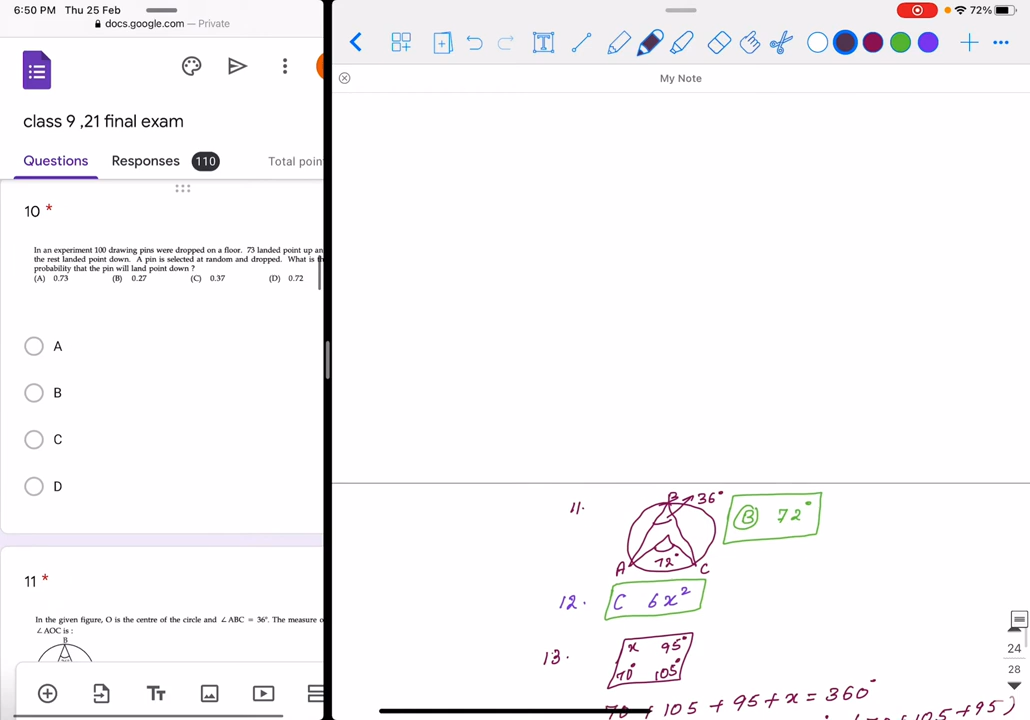 6:50 PM Thu 25 Feb
72%
docs.google.com — Private
My Note
class 9 ,21 final exam
Questions Responses 110 Total poin
10 *
In an experiment 100 drawing pins were dropped on a floor. 73 landed point up an
the rest landed point down. A pin is selected at random and dropped. What is
probability that the pin will land point down ?
(A) 0.73 (B) 0.27 (C) 0.37 (D) 0.72
A
B
C
D
11 *
In the given figure, O is the centre of the circle and ∠ABC = 36°. The measure o
∠AOC is :
B
11. B 36° A 72° C
B 72°
12. C 6x²
13. x 95°
70° 105°
70 + 105 + 95 + x = 360°
105 + 95)
24
28
Tt